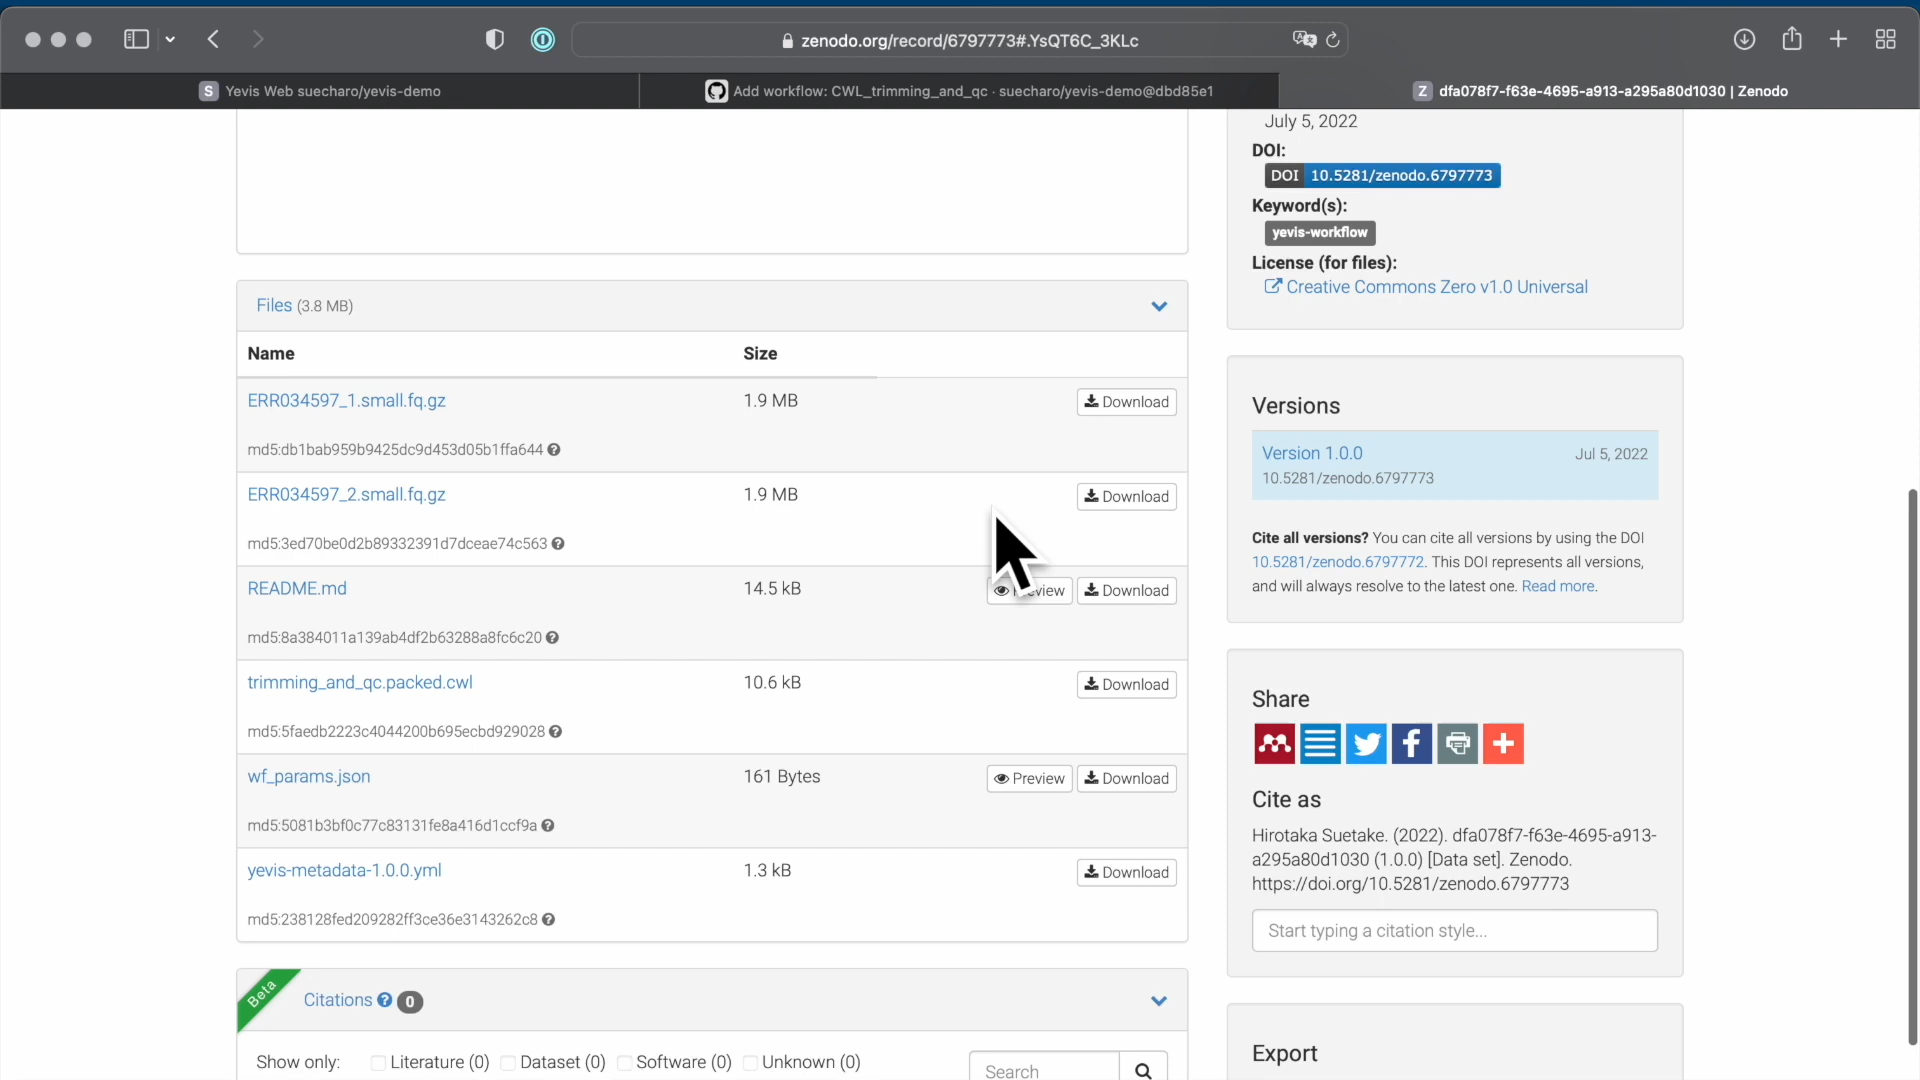 zenodo.org/record/6797773#.YsQT6C_3KLc
S Yevis Web suecharo/yevis-demo
Add workflow: CWL_trimming_and_qc · suecharo/yevis-demo@dbd85e1
Z dfa078f7-f63e-4695-a913-a295a80d1030 | Zenodo
Files (3.8 MB)
Name Size
ERR034597_1.small.fq.gz 1.9 MB Download
md5:db1bab959b9425dc9d453d05b1ffa644
ERR034597_2.small.fq.gz 1.9 MB Download
md5:3ed70be0d2b89332391d7dceae74c563
README.md 14.5 kB Download
md5:8a384011a139ab4df2b63288a8fc6c20
trimming_and_qc.packed.cwl 10.6 kB Download
md5:5faedb2223c4044200b695ecbd929028
wf_params.json 161 Bytes Preview Download
md5:5081b3bf0c77c83131fe8a416d1ccf9a
yevis-metadata-1.0.0.yml 1.3 kB Download
md5:238128fed209282ff3ce36e3143262c8
Beta
Citations ? 0
Show only: Literature (0) Dataset (0) Software (0) Unknown (0)
Search
July 5, 2022
DOI:
DOI 10.5281/zenodo.6797773
Keyword(s):
yevis-workflow
License (for files):
Creative Commons Zero v1.0 Universal
Versions
Version 1.0.0 Jul 5, 2022
10.5281/zenodo.6797773
Cite all versions? You can cite all versions by using the DOI
10.5281/zenodo.6797772. This DOI represents all versions,
and will always resolve to the latest one. Read more.
Share
Cite as
Hirotaka Suetake. (2022). dfa078f7-f63e-4695-a913-
a295a80d1030 (1.0.0) [Data set]. Zenodo.
https://doi.org/10.5281/zenodo.6797773
Start typing a citation style...
Export